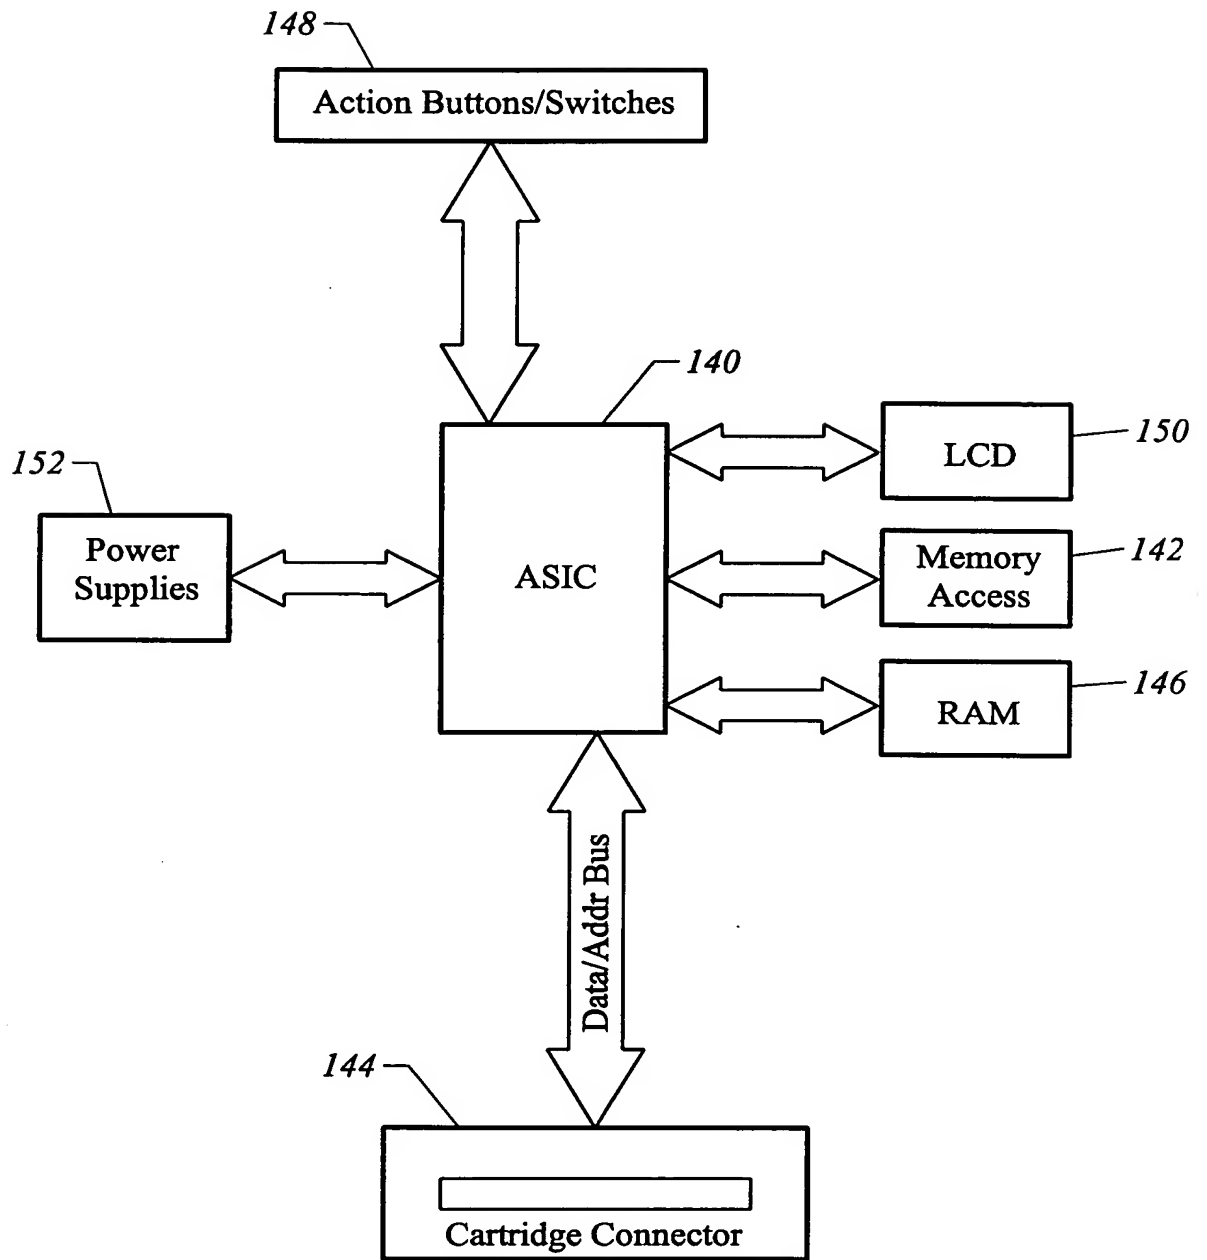 148
Action Buttons/Switches
140
150
LCD
152
Power
Supplies
ASIC
142
Memory
Access
146
RAM
Data/Addr Bus
144
Cartridge Connector